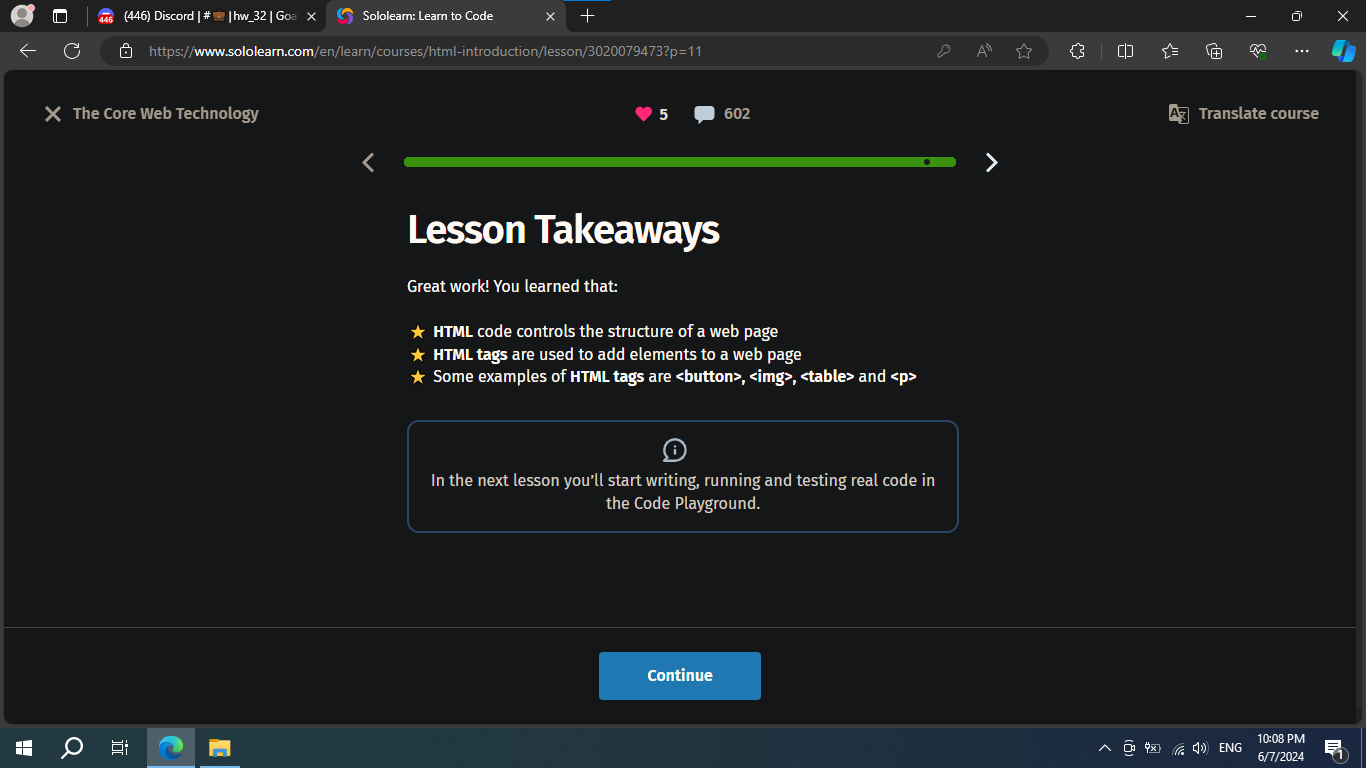 446
(446) Discord | #💼|hw_32 | Goa
Sololearn: Learn to Code
https://www.sololearn.com/en/learn/courses/html-introduction/lesson/3020079473?p=11
The Core Web Technology
5
602
Translate course
Lesson Takeaways
Great work! You learned that:
HTML code controls the structure of a web page
HTML tags are used to add elements to a web page
Some examples of HTML tags are <button>, <img>, <table> and <p>
In the next lesson you’ll start writing, running and testing real code in
the Code Playground.
Continue
ENG
10:08 PM
6/7/2024
1